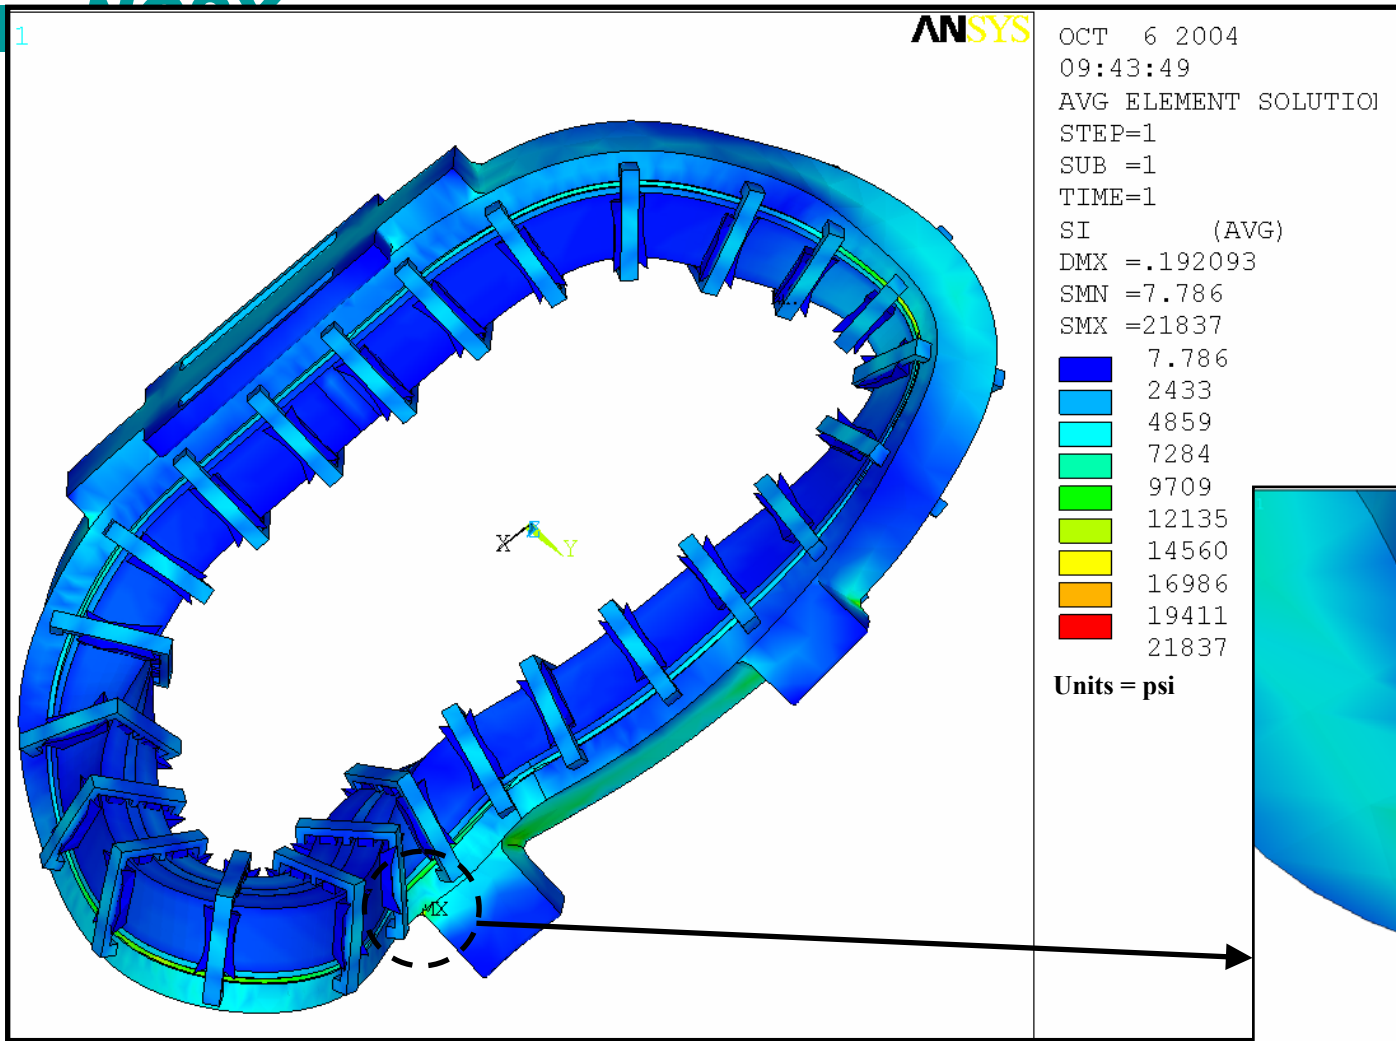 1
ANSYS
OCT 6 2004
09:43:49
AVG ELEMENT SOLUTIO
STEP=1
SUB =1
TIME=1
SI (AVG)
DMX =.192093
SMN =7.786
SMX =21837
7.786
2433
4859
7284
9709
12135
14560
16986
19411
21837
Units = psi
X
Z
Y
MX